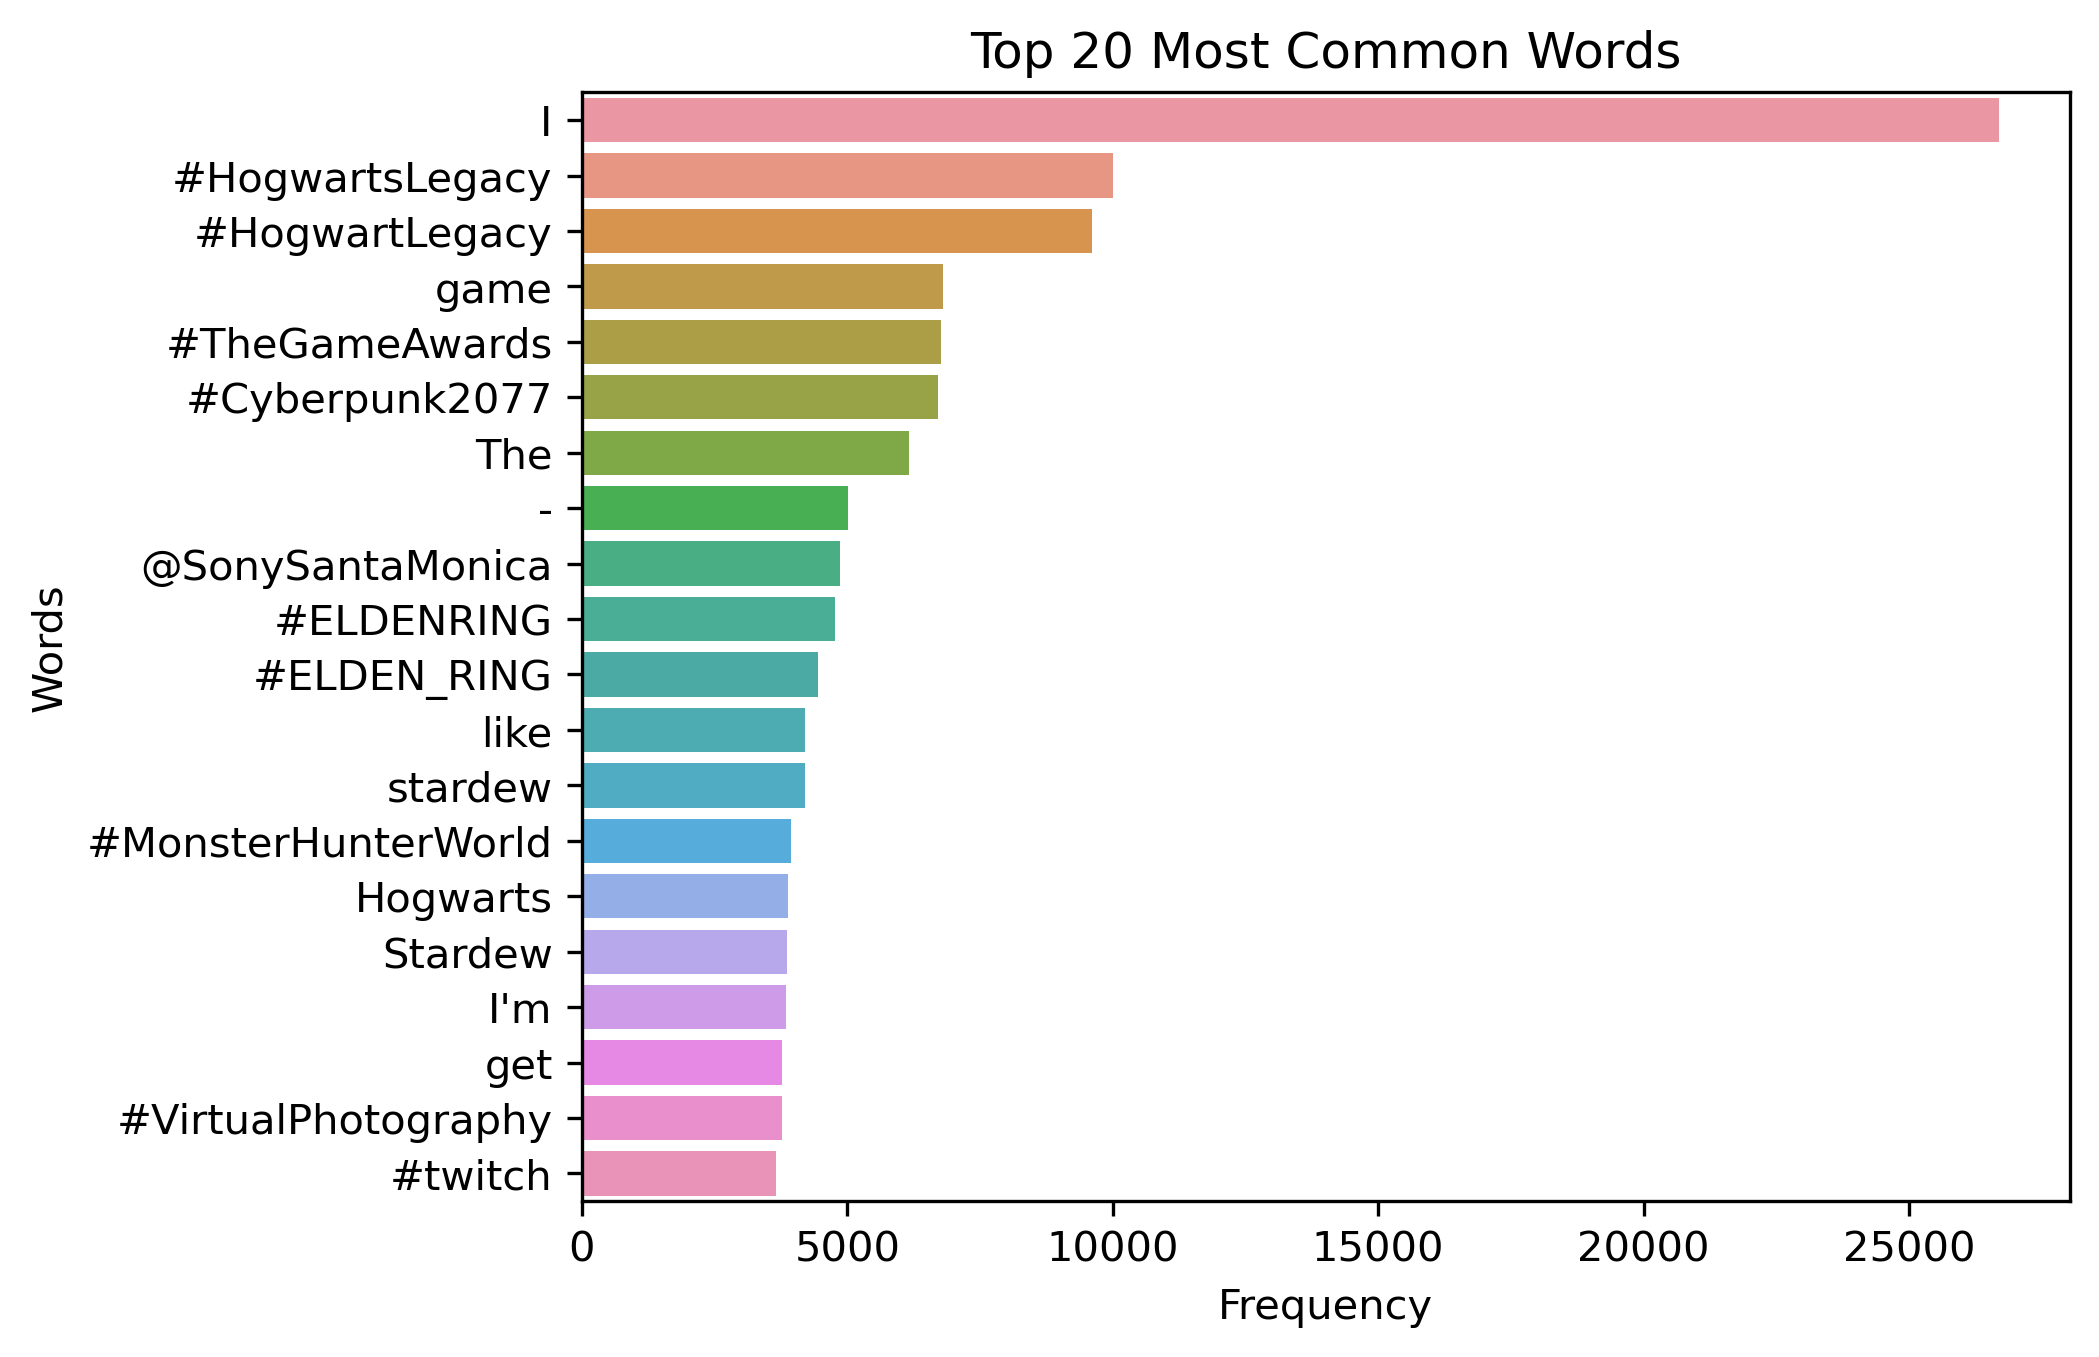 Top 20 Most Common Words
I
#HogwartsLegacy
#HogwartLegacy
game
#TheGameAwards
#Cyberpunk2077
The
-
@SonySantaMonica
#ELDENRING
#ELDEN_RING
like
stardew
#MonsterHunterWorld
Hogwarts
Stardew
I'm
get
#VirtualPhotography
#twitch
Words
0 5000 10000 15000 20000 25000
Frequency